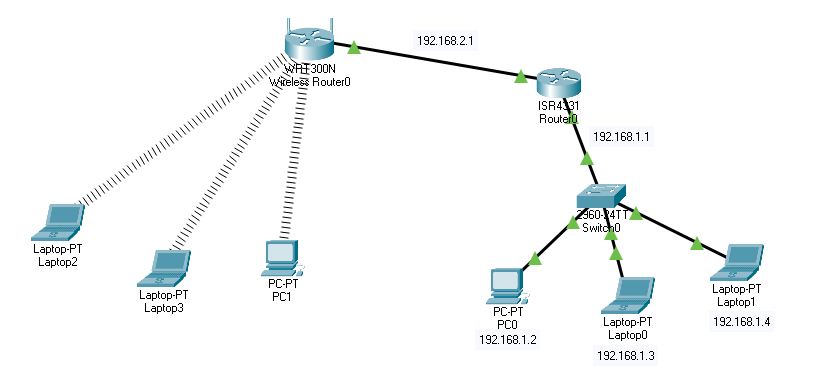 192.168.2.1
WRT300N
Wireless Router0
ISR4331
Router0
192.168.1.1
2960-24TT
Switch0
Laptop-PT
Laptop2
Laptop-PT
Laptop3
PC-PT
PC1
PC-PT
PC0
192.168.1.2
Laptop-PT
Laptop0
192.168.1.3
Laptop-PT
Laptop1
192.168.1.4